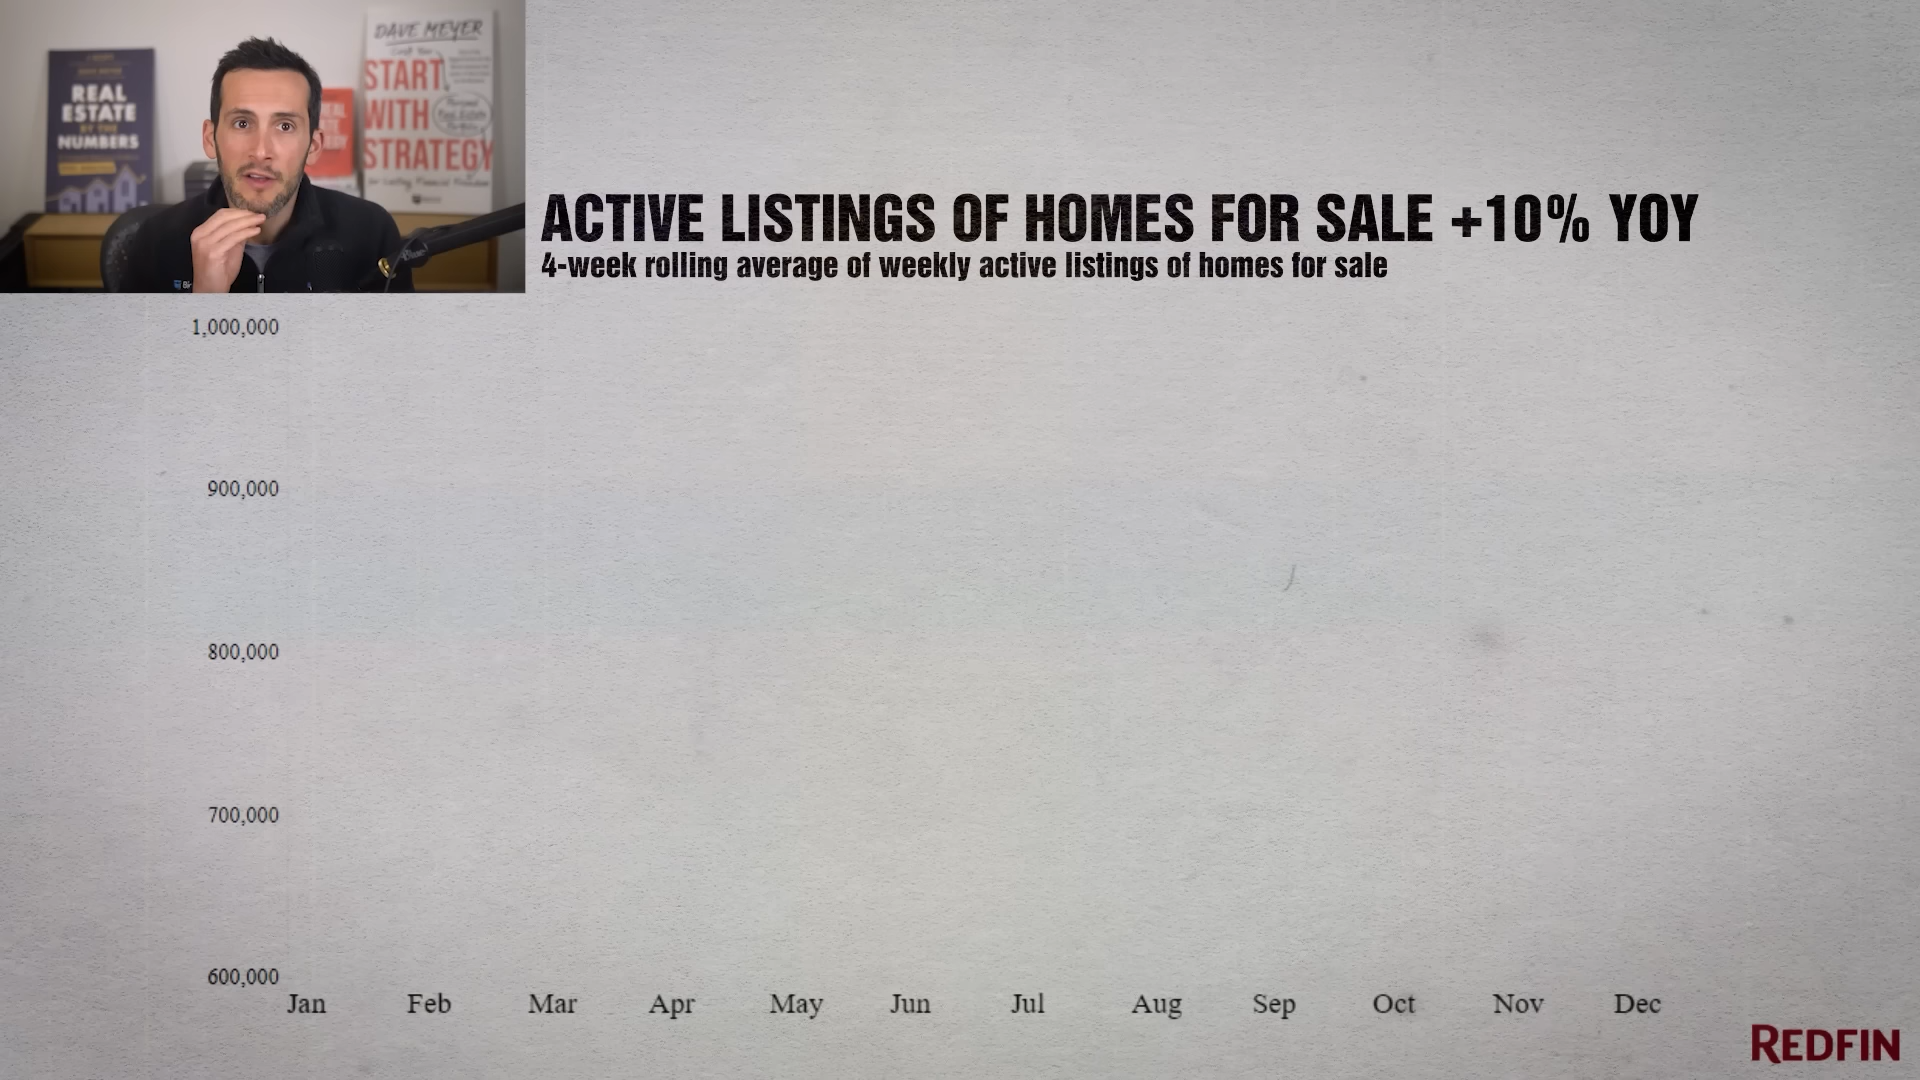 REAL
ESTATE
BY THE
NUMBERS
DAVE MEYER
START
WITH
STRATEGY
ACTIVE LISTINGS OF HOMES FOR SALE +10% YOY
4-week rolling average of weekly active listings of homes for sale
1,000,000
900,000
800,000
700,000
600,000
Jan Feb Mar Apr May Jun Jul Aug Sep Oct Nov Dec
REDFIN